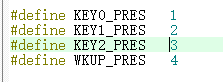 #define KEY0_PRES 1
#define KEY1_PRES 2
#define KEY2_PRES 3
#define WKUP_PRES 4